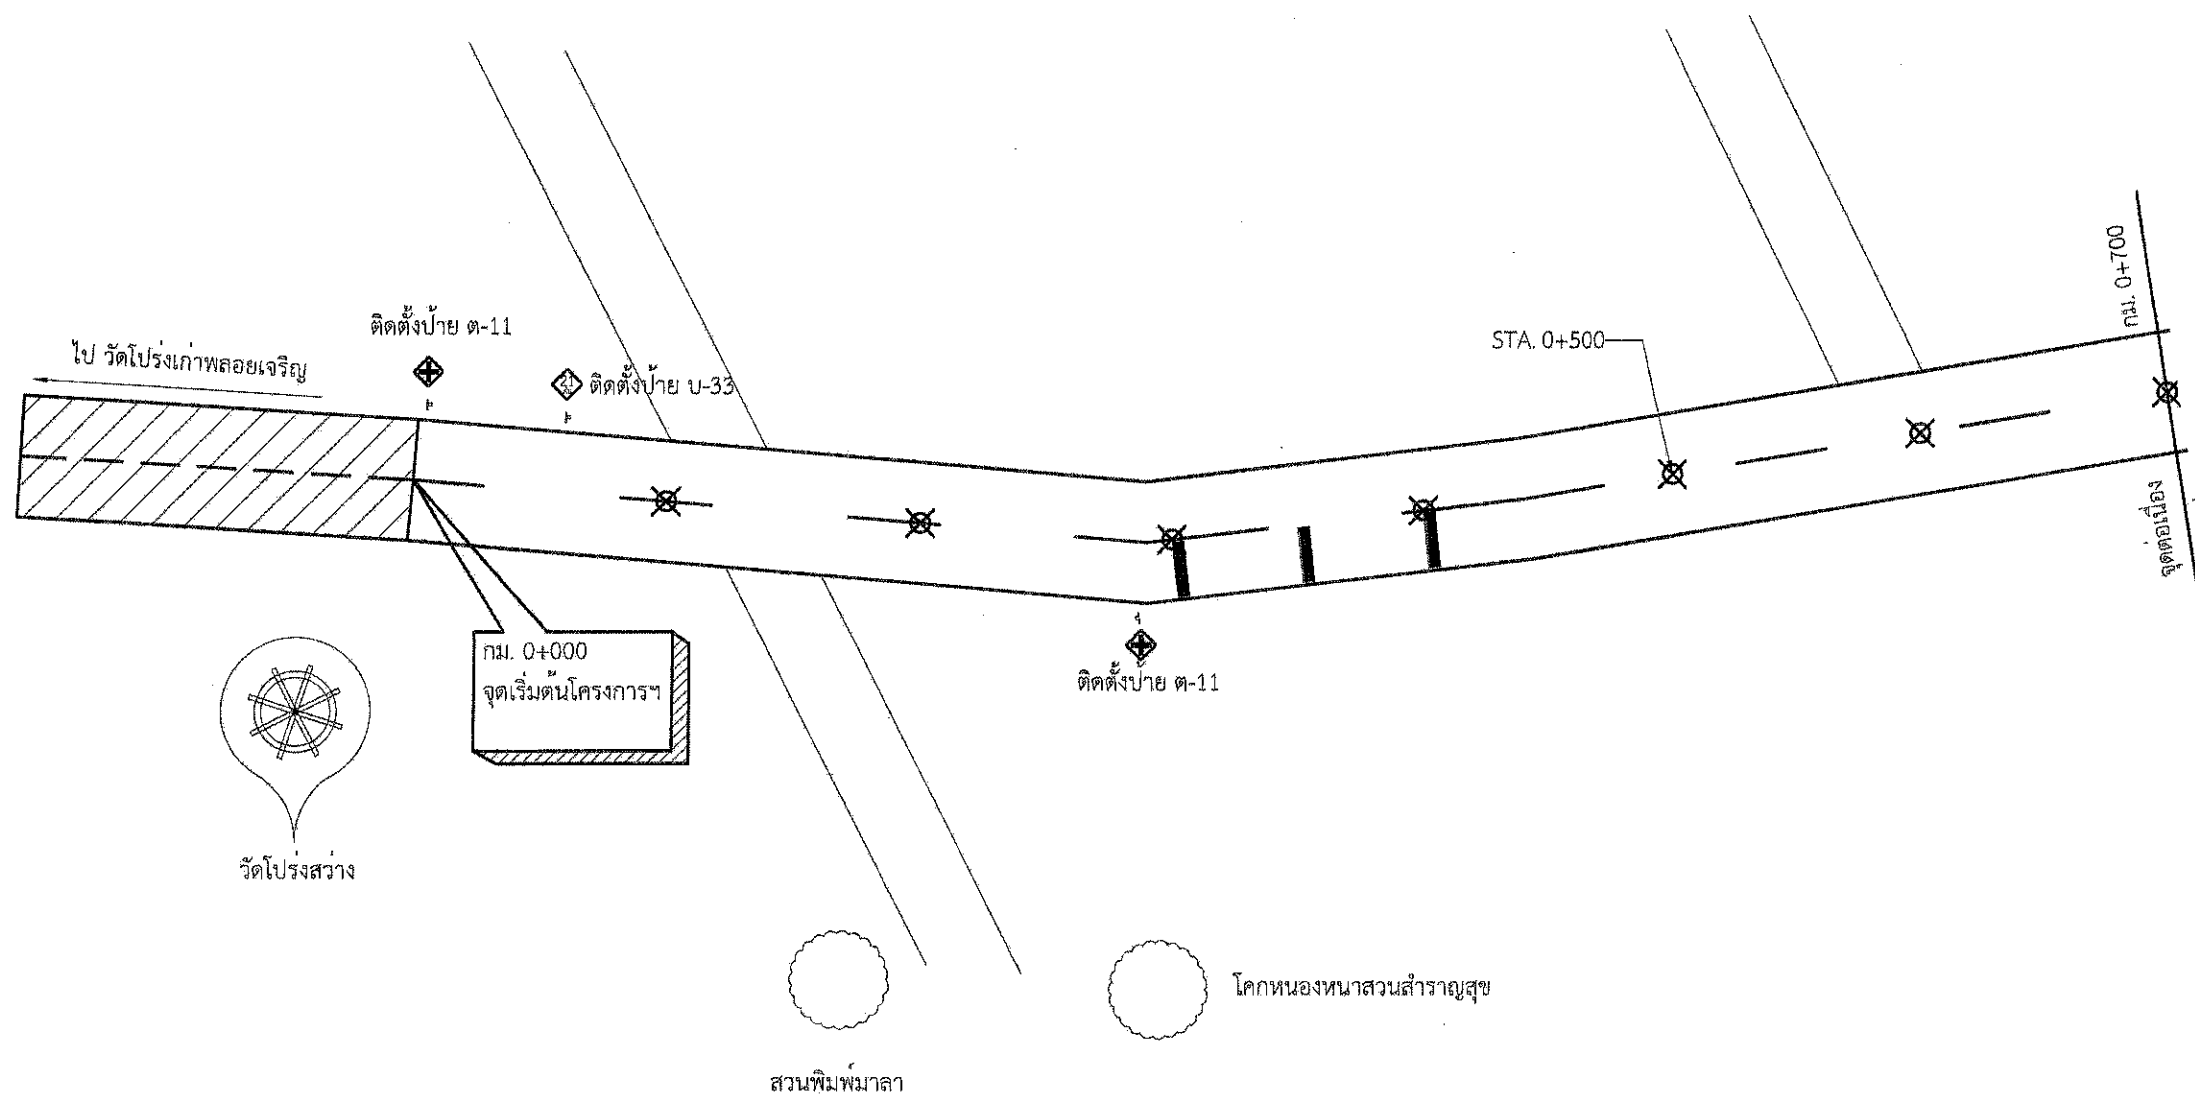 กม. 0+700
ติดตั้งป้าย ต-11
STA. 0+500
ไป วัดโปร่งเก่าพลอยเจริญ
ติดตั้งป้าย บ-33
จุดต่อเนื่อง
กม. 0+000
จุดเริ่มต้นโครงการฯ
ติดตั้งป้าย ต-11
วัดโปร่งสว่าง
โคกหนองหนาสวนสำราญสุข
สวนพิมพ์มาลา